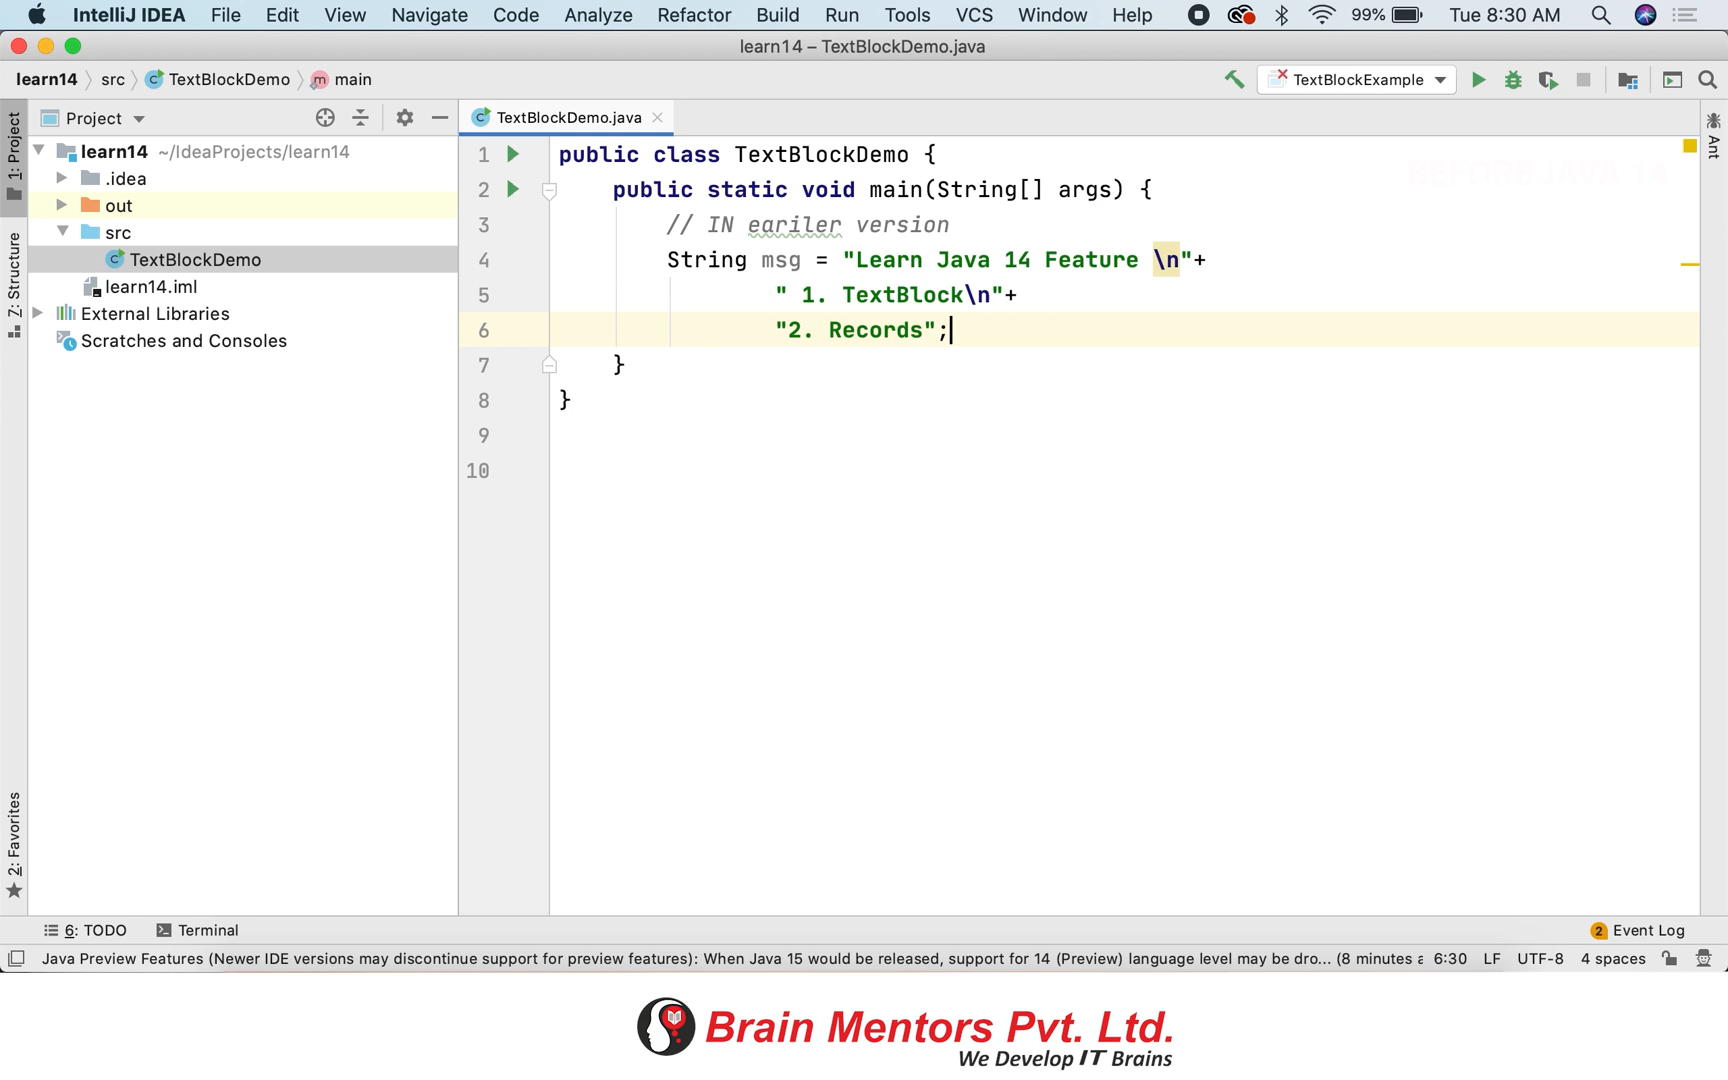 IntelliJ IDEA File Edit View Navigate Code Analyze Refactor Build Run Tools VCS Window Help 99% Tue 8:30 AM
learn14 – TextBlockDemo.java
learn14 src TextBlockDemo main TextBlockExample
1: Project
Project
TextBlockDemo.java
learn14 ~/IdeaProjects/learn14
.idea
out
src
TextBlockDemo
learn14.iml
External Libraries
Scratches and Consoles
Z: Structure
2: Favorites
Ant
BEFORE JAVA 14
1 public class TextBlockDemo {
2 public static void main(String[] args) {
3 // IN eariler version
4 String msg = "Learn Java 14 Feature \n"+
5 " 1. TextBlock\n"+
6 "2. Records";
7 }
8 }
9
10
6: TODO Terminal 2 Event Log
Java Preview Features (Newer IDE versions may discontinue support for preview features): When Java 15 would be released, support for 14 (Preview) language level may be dro... (8 minutes a 6:30 LF UTF-8 4 spaces
Brain Mentors Pvt. Ltd.
We Develop IT Brains